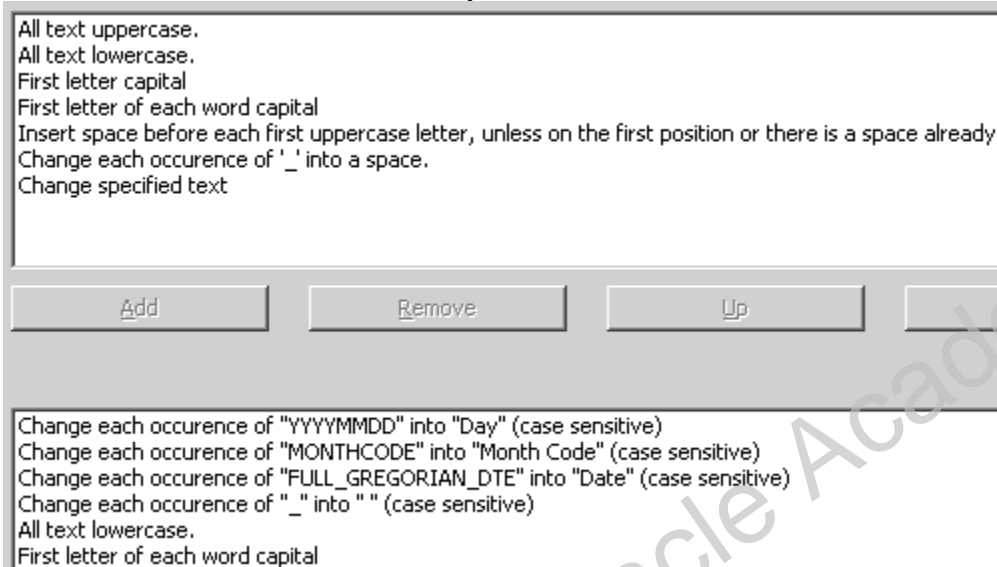 All text uppercase.
All text lowercase.
First letter capital
First letter of each word capital
Insert space before each first uppercase letter, unless on the first position or there is a space already
Change each occurence of '_' into a space.
Change specified text
Add Remove Up
Change each occurence of "YYYYMMDD" into "Day" (case sensitive)
Change each occurence of "MONTHCODE" into "Month Code" (case sensitive)
Change each occurence of "FULL_GREGORIAN_DTE" into "Date" (case sensitive)
Change each occurence of "_" into " " (case sensitive)
All text lowercase.
First letter of each word capital
cle Acade